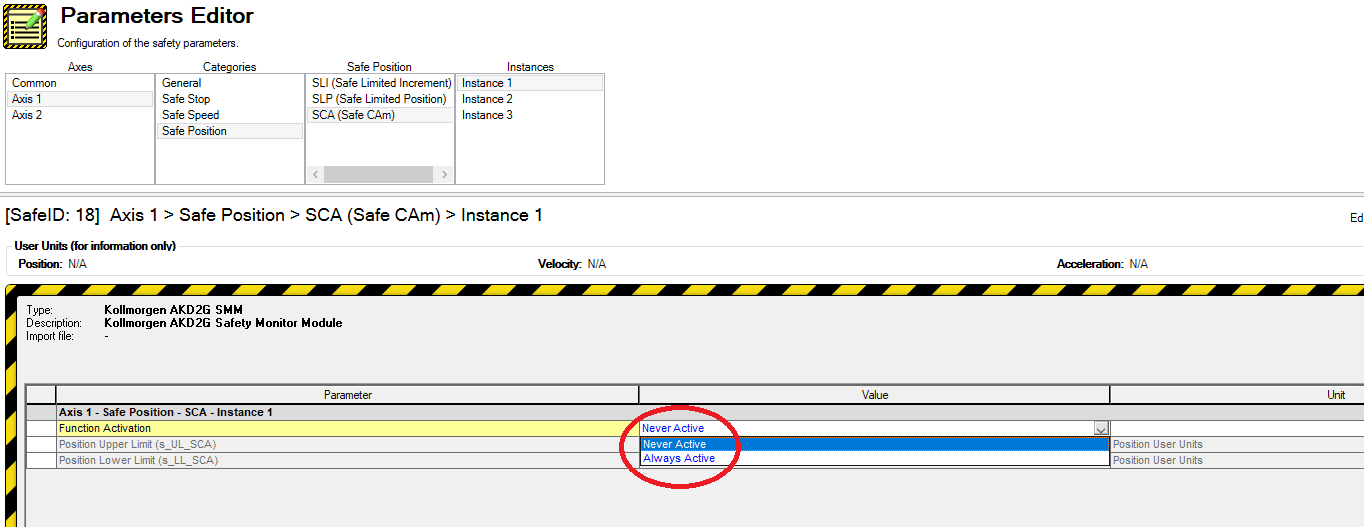 Parameters Editor
Configuration of the safety parameters.
Axes Categories Safe Position Instances
Common General SLI (Safe Limited Increment) Instance 1
Axis 1 Safe Stop SLP (Safe Limited Position) Instance 2
Axis 2 Safe Speed SCA (Safe CAm) Instance 3
Safe Position
[SafeID: 18] Axis 1 > Safe Position > SCA (Safe CAm) > Instance 1 Ed
User Units (for information only)
Position: N/A Velocity: N/A Acceleration: N/A
Type: Kollmorgen AKD2G SMM
Description: Kollmorgen AKD2G Safety Monitor Module
Import file: -
Parameter Value Unit
Axis 1 - Safe Position - SCA - Instance 1
Function Activation Never Active
Position Upper Limit (s_UL_SCA) Never Active Position User Units
Position Lower Limit (s_LL_SCA) Always Active Position User Units